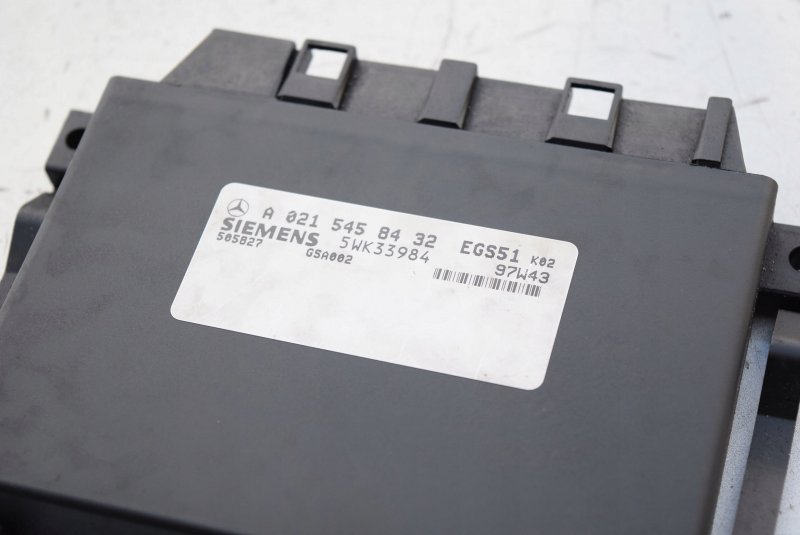 A 021 545 84 32 EGS51 K02
SIEMENS 5WK33984 97W43
505827 GSA002